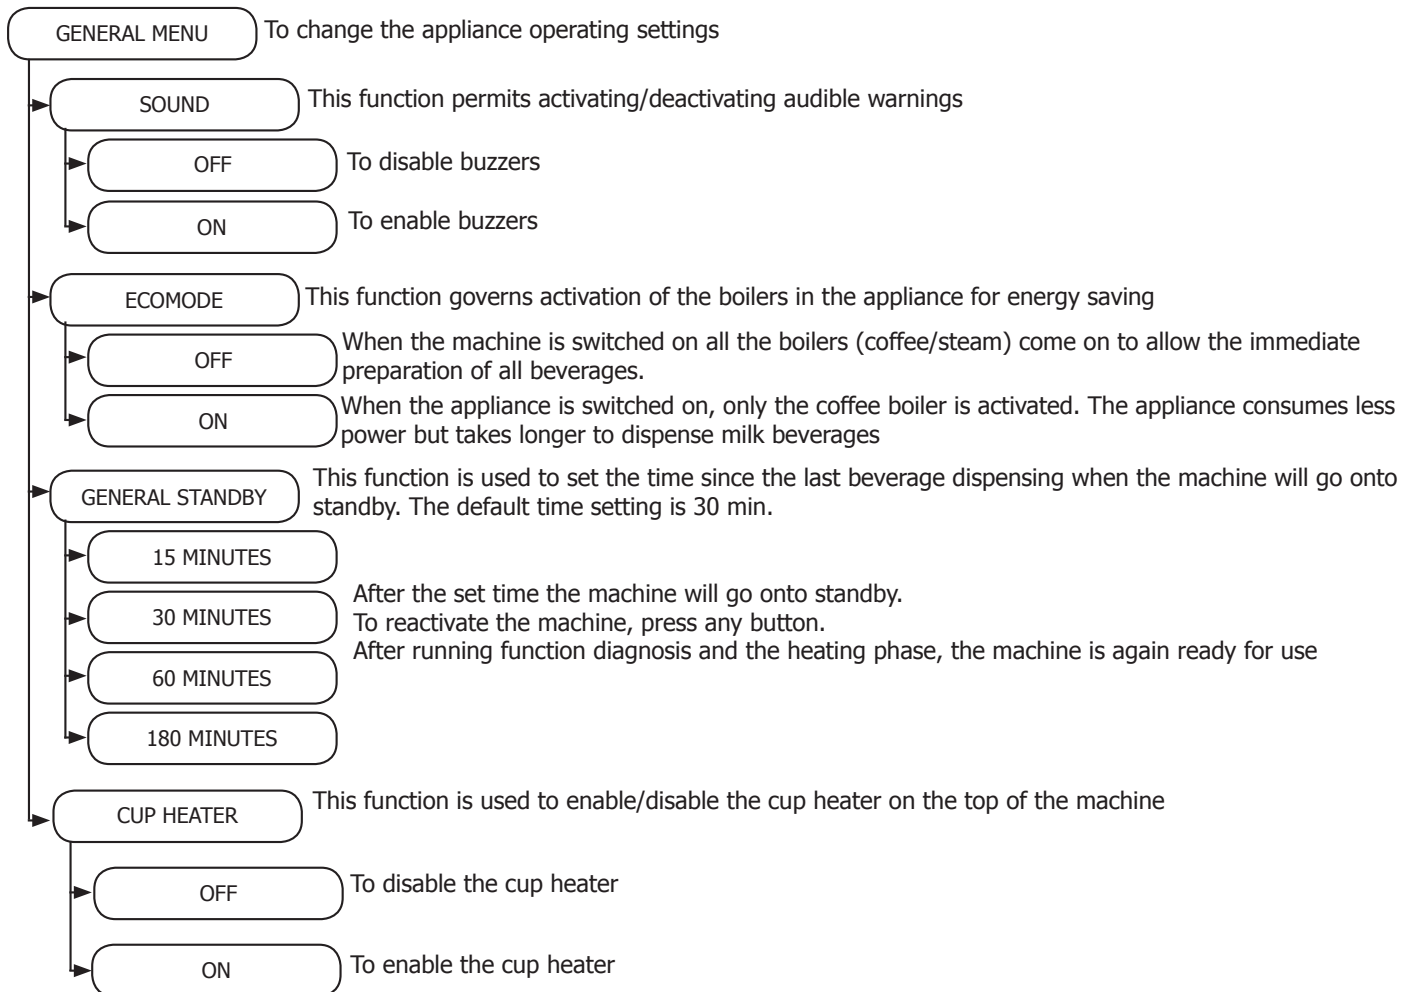 GENERAL MENU
To change the appliance operating settings
SOUND
This function permits activating/deactivating audible warnings
OFF
To disable buzzers
ON
To enable buzzers
ECOMODE
This function governs activation of the boilers in the appliance for energy saving
OFF
When the machine is switched on all the boilers (coffee/steam) come on to allow the immediate
preparation of all beverages.
ON
When the appliance is switched on, only the coffee boiler is activated. The appliance consumes less
power but takes longer to dispense milk beverages
GENERAL STANDBY
This function is used to set the time since the last beverage dispensing when the machine will go onto
standby. The default time setting is 30 min.
15 MINUTES
30 MINUTES
60 MINUTES
180 MINUTES
After the set time the machine will go onto standby.
To reactivate the machine, press any button.
After running function diagnosis and the heating phase, the machine is again ready for use
CUP HEATER
This function is used to enable/disable the cup heater on the top of the machine
OFF
To disable the cup heater
ON
To enable the cup heater